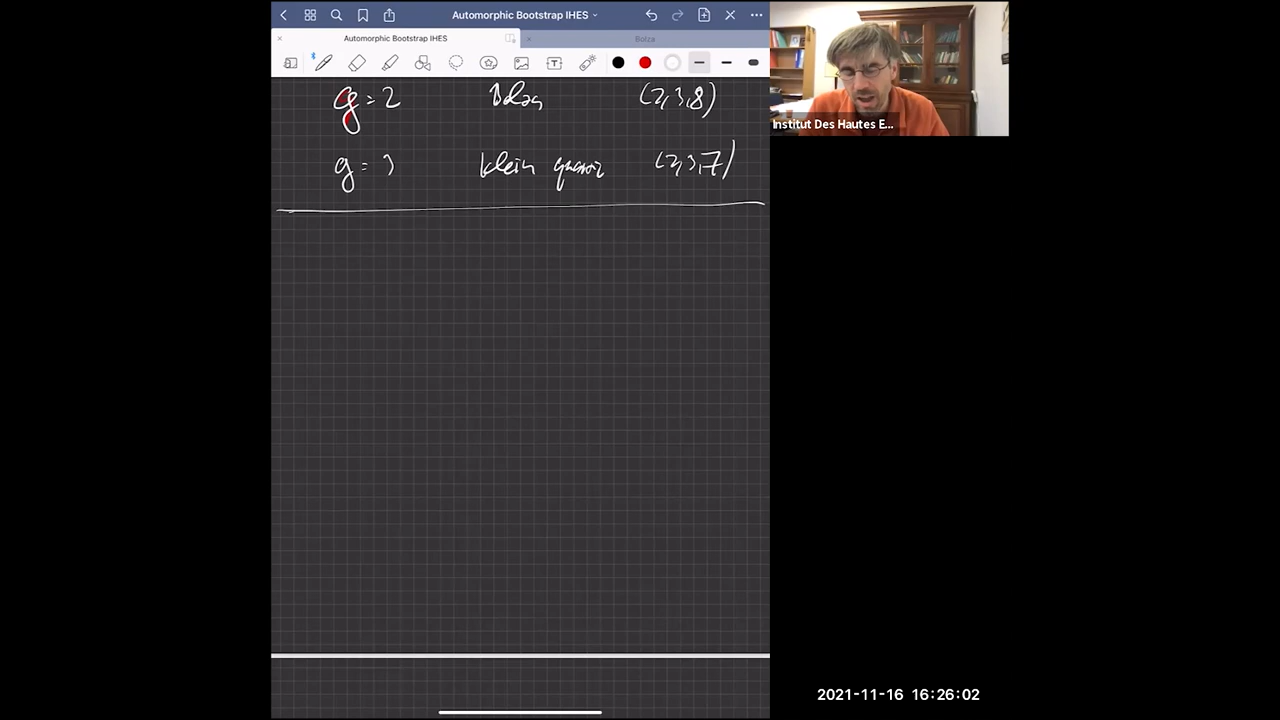 Automorphic Bootstrap IHES
Automorphic Bootstrap IHES
Bolza
g = 2 Bolza (2,3,8)
g = 3 Klein quartic (2,3,7)
Institut Des Hautes E...
2021-11-16 16:26:02